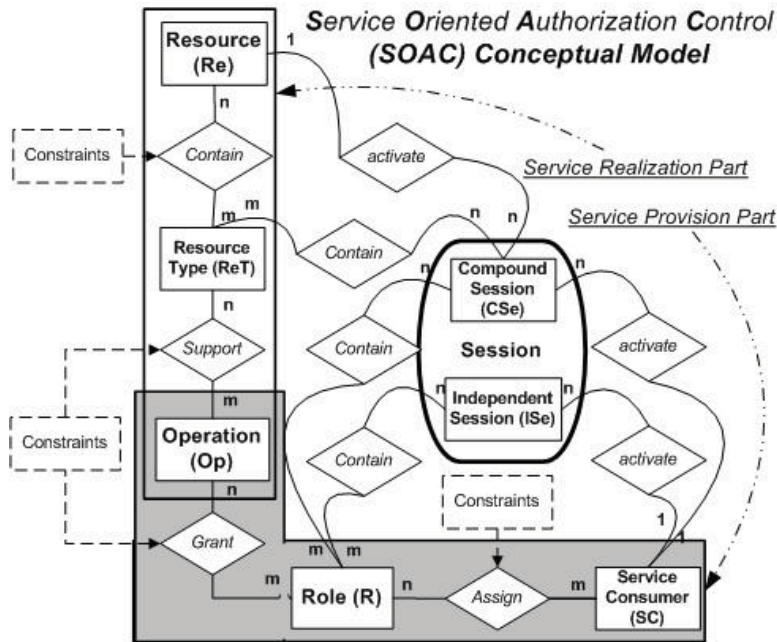 Service Oriented Authorization Control
(SOAC) Conceptual Model
Resource
(Re)
1
n
Constraints
Contain
activate
Service Realization Part
m
m
n
n
Service Provision Part
Resource
Type (ReT)
Contain
n
Compound
Session
(CSe)
n
n
Support
Contain
Session
activate
m
n
Independent
Session (ISe)
n
Constraints
Operation
(Op)
Contain
activate
n
Constraints
Grant
1
1
m
m
m
Role (R)
n
Assign
m
Service
Consumer
(SC)